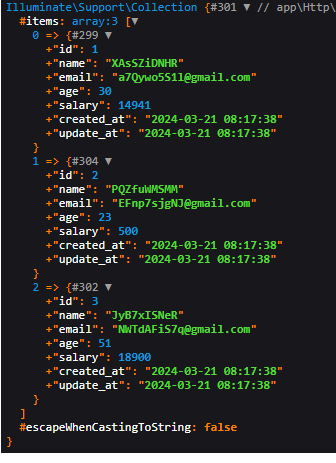 Illuminate\Support\Collection {#301 ▼ // app\Http\
  #items: array:3 [▼
    0 => {#299 ▼
      +"id": 1
      +"name": "XAsSZiDNHR"
      +"email": "a7Qywo5S1l@gmail.com"
      +"age": 30
      +"salary": 14941
      +"created_at": "2024-03-21 08:17:38"
      +"update_at": "2024-03-21 08:17:38"
    }
    1 => {#304 ▼
      +"id": 2
      +"name": "PQZfuWMSMM"
      +"email": "EFnp7sjgNJ@gmail.com"
      +"age": 23
      +"salary": 500
      +"created_at": "2024-03-21 08:17:38"
      +"update_at": "2024-03-21 08:17:38"
    }
    2 => {#302 ▼
      +"id": 3
      +"name": "JyB7xISNeR"
      +"email": "NWTdAFiS7q@gmail.com"
      +"age": 51
      +"salary": 18900
      +"created_at": "2024-03-21 08:17:38"
      +"update_at": "2024-03-21 08:17:38"
    }
  ]
  #escapeWhenCastingToString: false
}